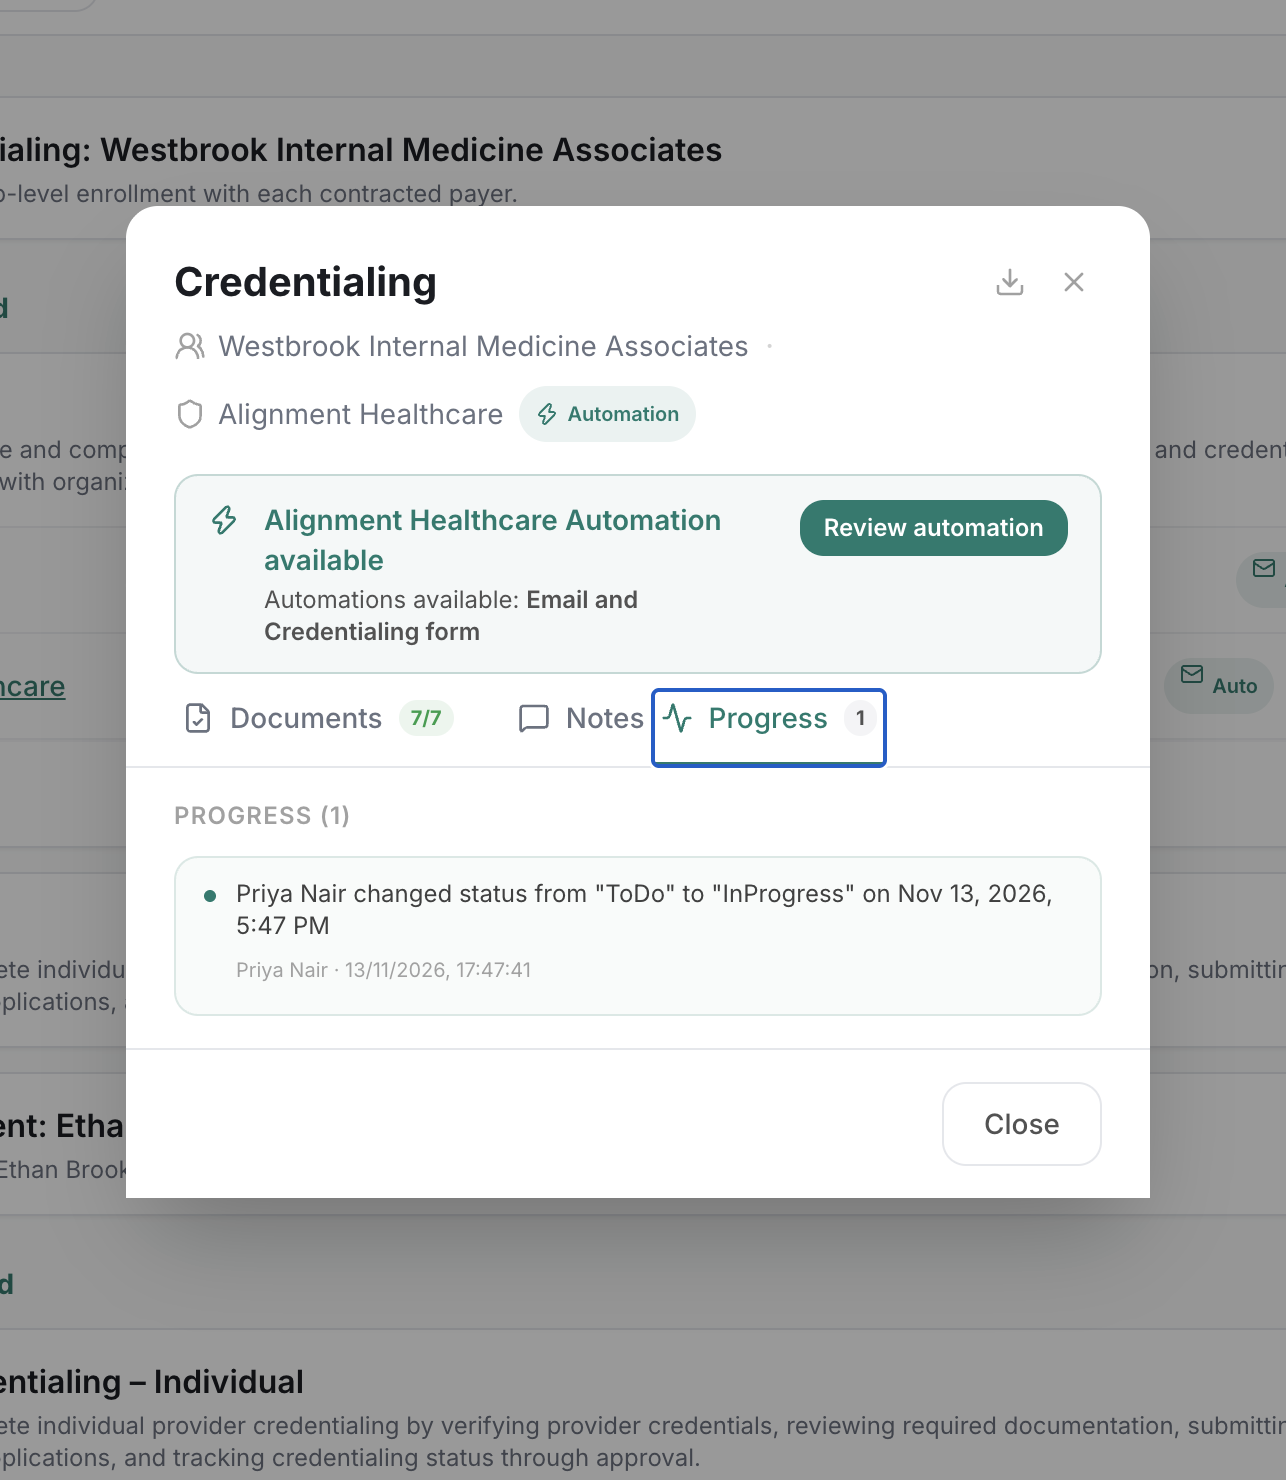 ialing: Westbrook Internal Medicine Associates
-level enrollment with each contracted payer.
Credentialing
d
Westbrook Internal Medicine Associates ·
Alignment Healthcare Automation
e and comp
and credent
with organiz
Alignment Healthcare Automation
available
Review automation
Automations available: Email and
Credentialing form
ncare
Auto
Documents 7/7 Notes Progress 1
PROGRESS (1)
Priya Nair changed status from "ToDo" to "InProgress" on Nov 13, 2026,
5:47 PM
Priya Nair · 13/11/2026, 17:47:41
ete individu
on, submittin
plications,
Close
ent: Etha
Ethan Brook
d
entialing – Individual
ete individual provider credentialing by verifying provider credentials, reviewing required documentation, submittin
plications, and tracking credentialing status through approval.